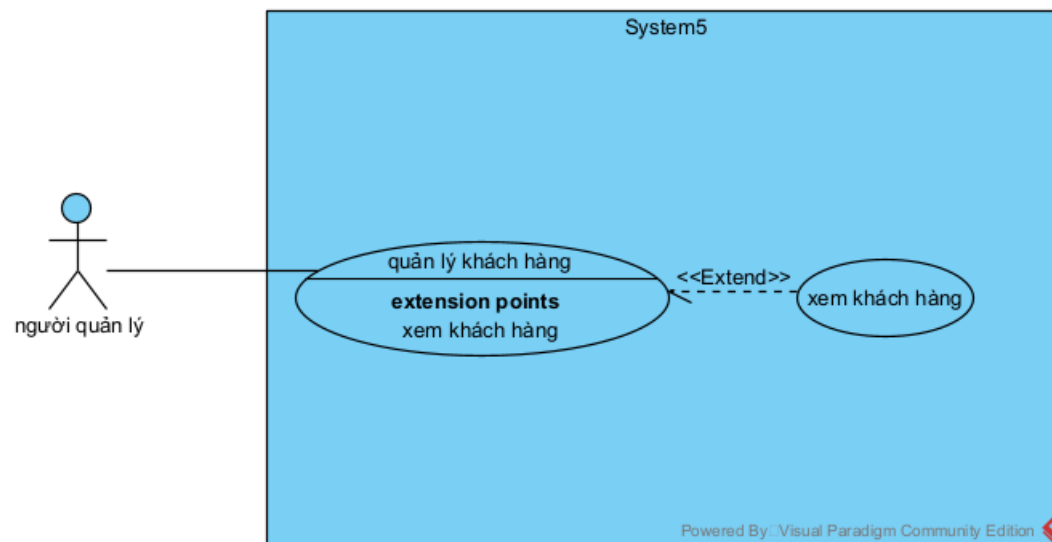 System5
người quản lý
quản lý khách hàng
extension points
xem khách hàng
<<Extend>>
xem khách hàng
Powered By Visual Paradigm Community Edition